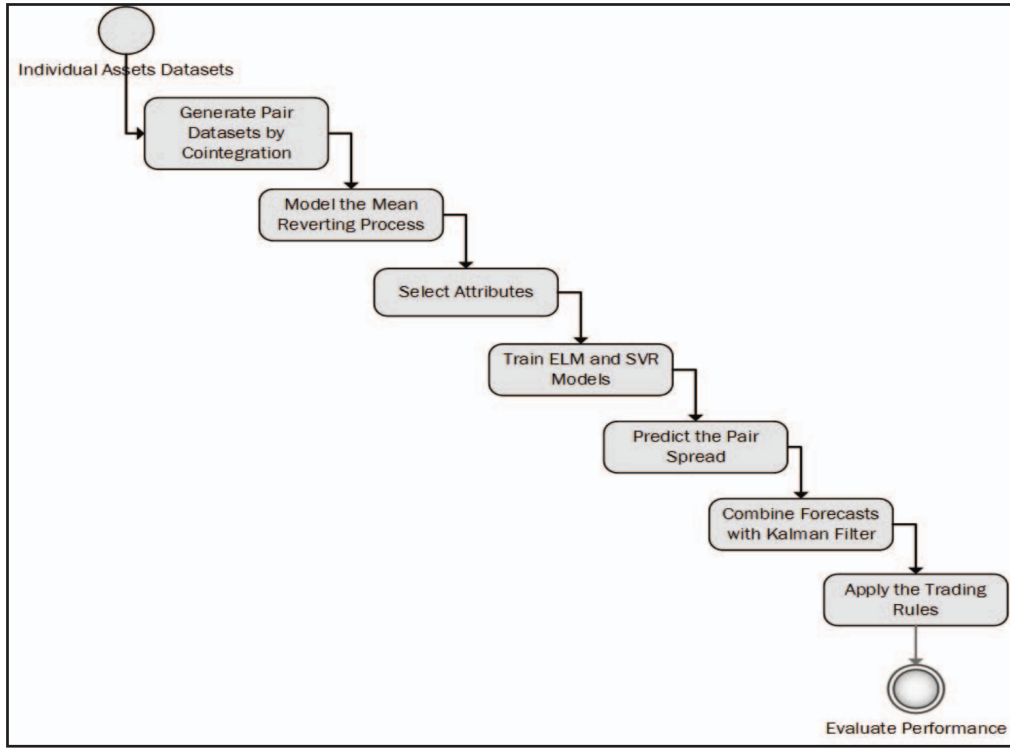 Individual Assets Datasets
Generate Pair
Datasets by
Cointegration
Model the Mean
Reverting Process
Select Attributes
Train ELM and SVR
Models
Predict the Pair
Spread
Combine Forecasts
with Kalman Filter
Apply the Trading
Rules
Evaluate Performance